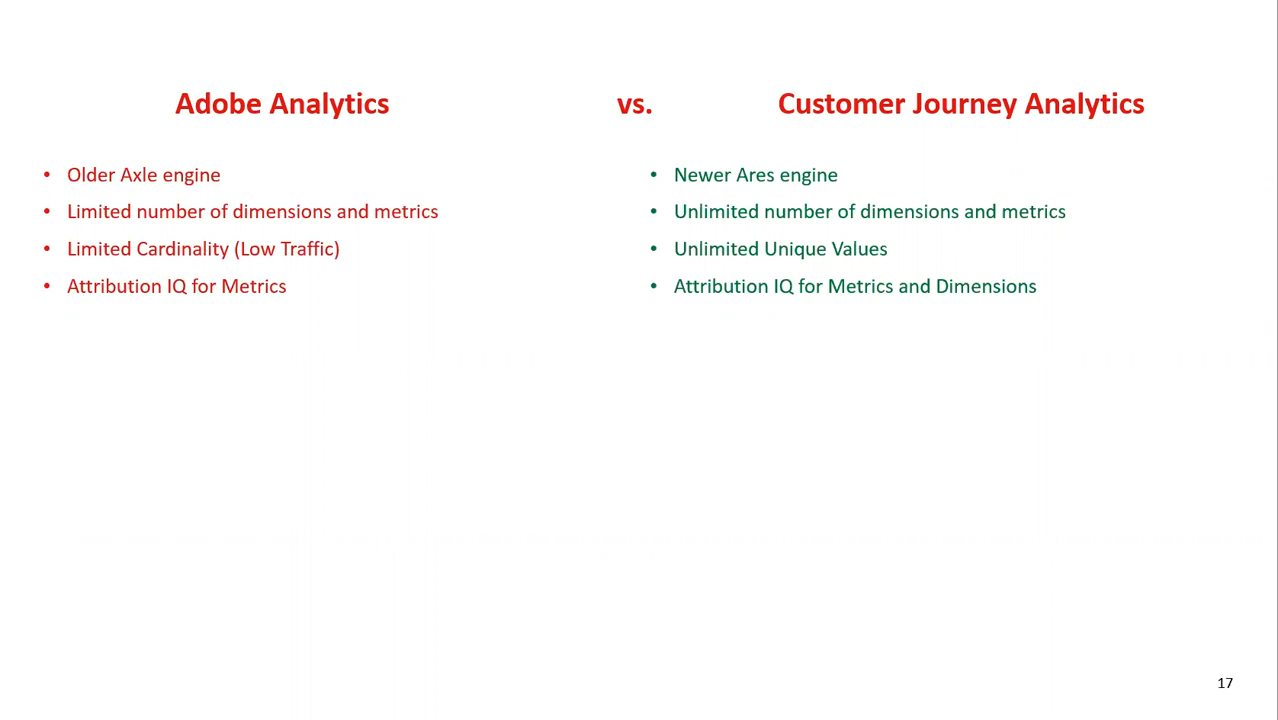 Adobe Analytics vs. Customer Journey Analytics
• Older Axle engine
• Limited number of dimensions and metrics
• Limited Cardinality (Low Traffic)
• Attribution IQ for Metrics
• Newer Ares engine
• Unlimited number of dimensions and metrics
• Unlimited Unique Values
• Attribution IQ for Metrics and Dimensions
17